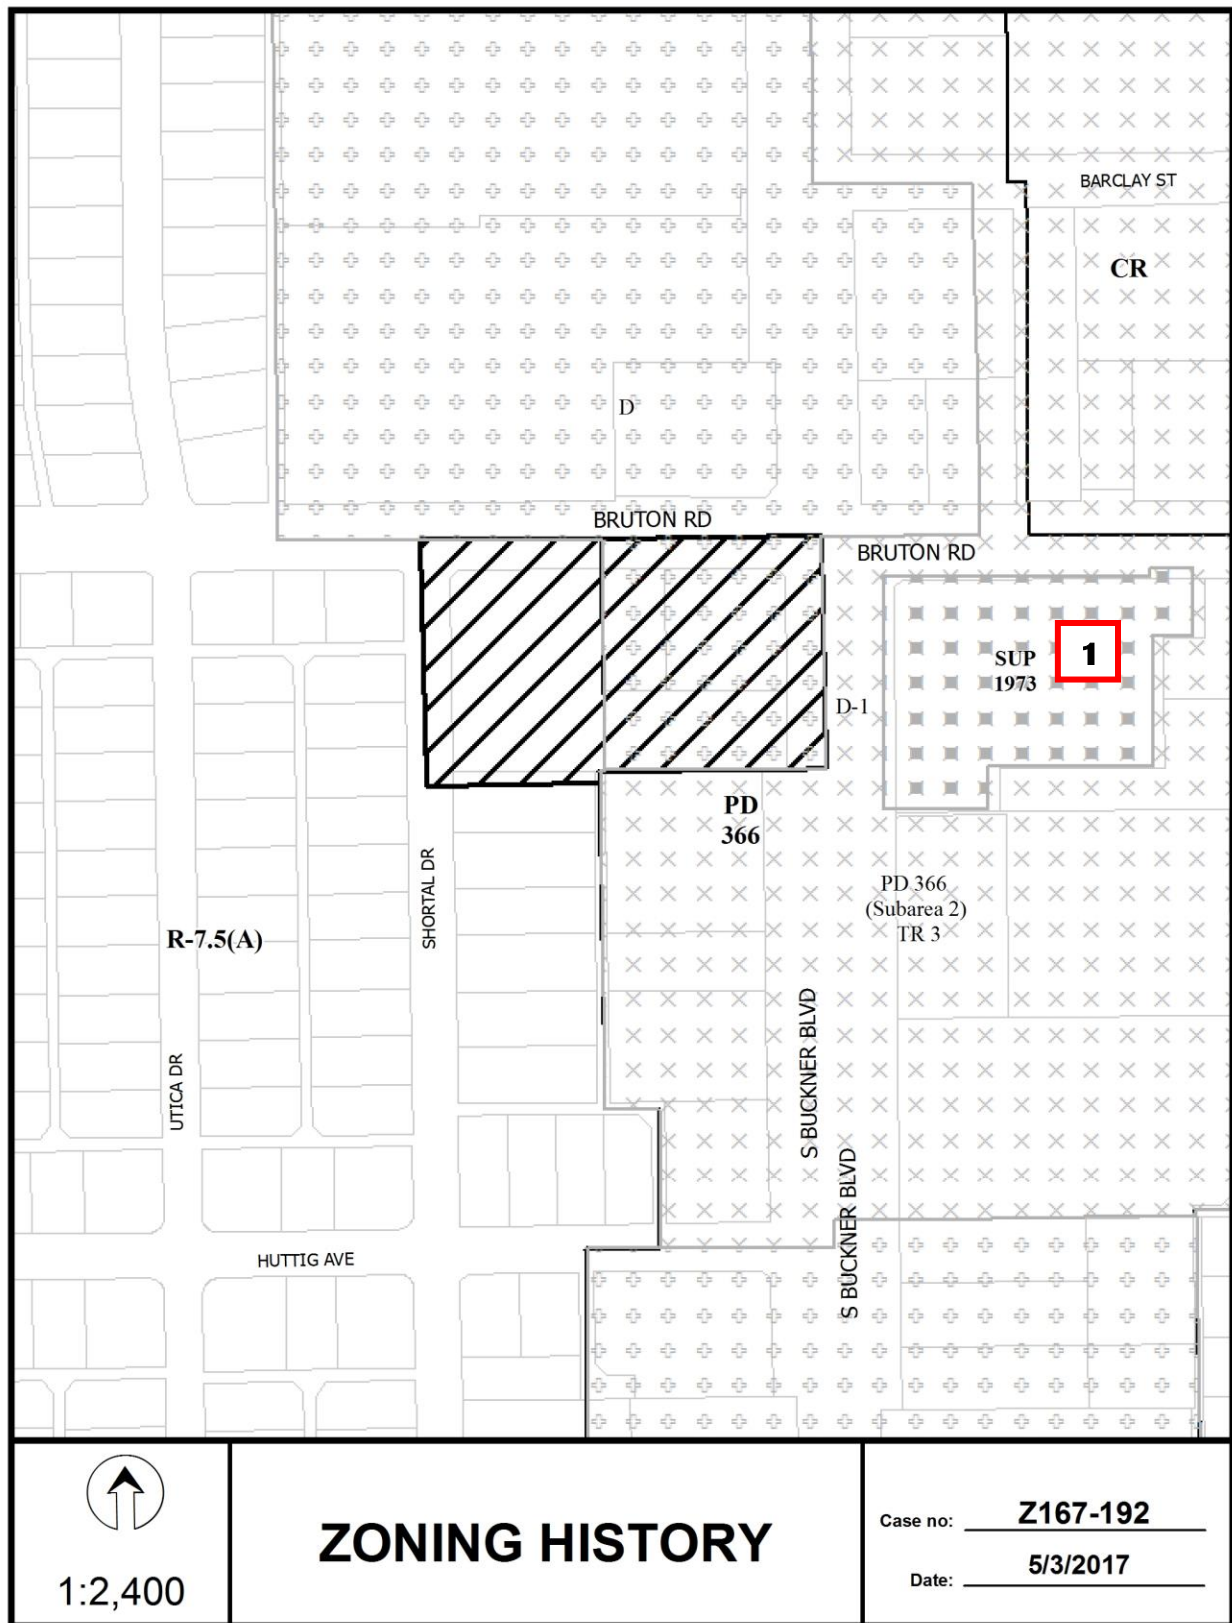 BARCLAY ST
CR
D
BRUTON RD
BRUTON RD
SUP
1973
1
D-1
PD
366
SHORTAL DR
PD 366
(Subarea 2)
TR 3
R-7.5(A)
S BUCKNER BLVD
UTICA DR
S BUCKNER BLVD
HUTTIG AVE
1:2,400
ZONING HISTORY
Case no: Z167-192
Date: 5/3/2017